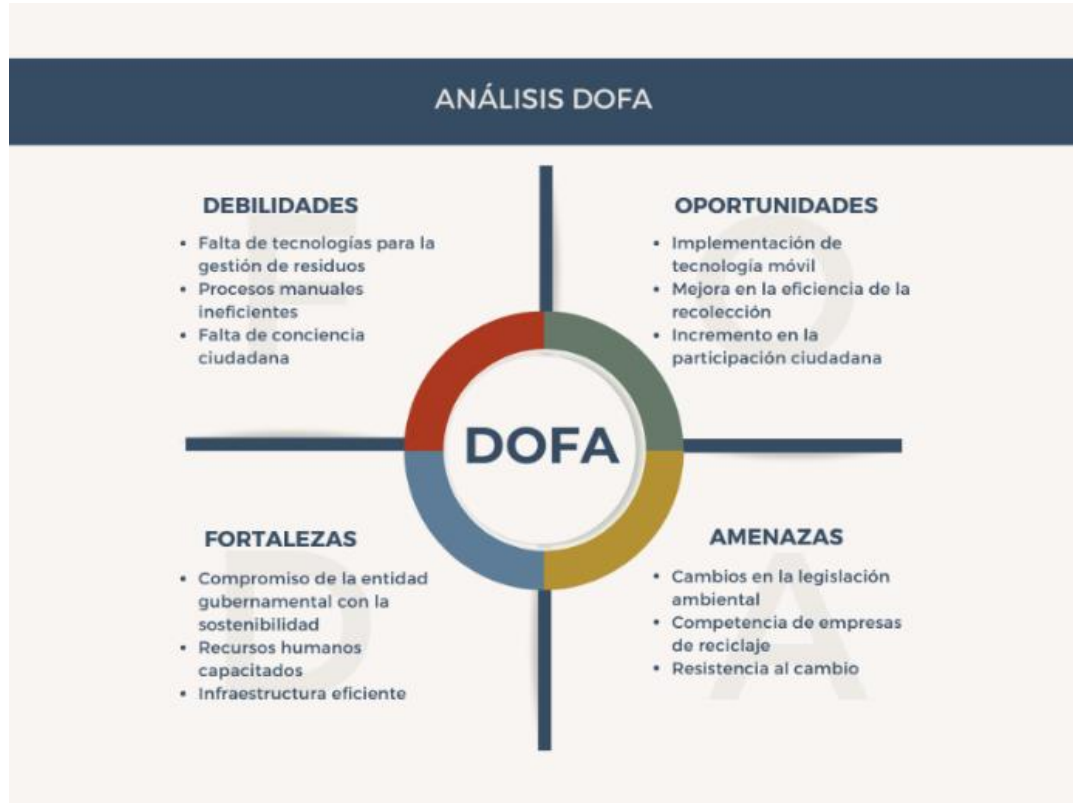 ANÁLISIS DOFA
F
DEBILIDADES
• Falta de tecnologías para la
gestión de residuos
• Procesos manuales
ineficientes
• Falta de conciencia
ciudadana
O
OPORTUNIDADES
• Implementación de
tecnología móvil
• Mejora en la eficiencia de la
recolección
• Incremento en la
participación ciudadana
DOFA
D
FORTALEZAS
• Compromiso de la entidad
gubernamental con la
sostenibilidad
• Recursos humanos
capacitados
• Infraestructura eficiente
A
AMENAZAS
• Cambios en la legislación
ambiental
• Competencia de empresas
de reciclaje
• Resistencia al cambio